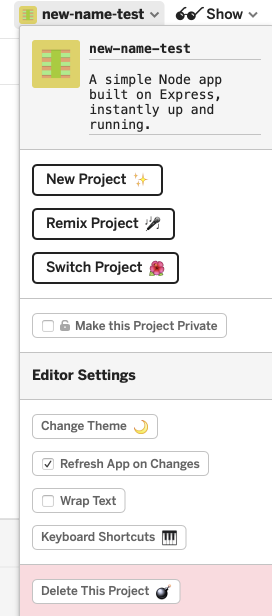 new-name-test Show
new-name-test
A simple Node app
built on Express,
instantly up and
running.
New Project
Remix Project
Switch Project
Make this Project Private
Editor Settings
Change Theme
Refresh App on Changes
Wrap Text
Keyboard Shortcuts
Delete This Project